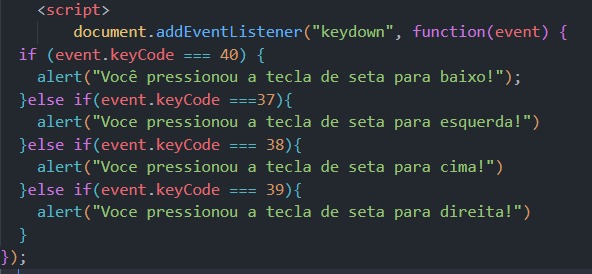 <script>
document.addEventListener("keydown", function(event) {
if (event.keyCode === 40) {
alert("Você pressionou a tecla de seta para baixo!");
}else if(event.keyCode ===37){
alert("Voce pressionou a tecla de seta para esquerda!")
}else if(event.keyCode === 38){
alert("Voce pressionou a tecla de seta para cima!")
}else if(event.keyCode === 39){
alert("Voce pressionou a tecla de seta para direita!")
}
});